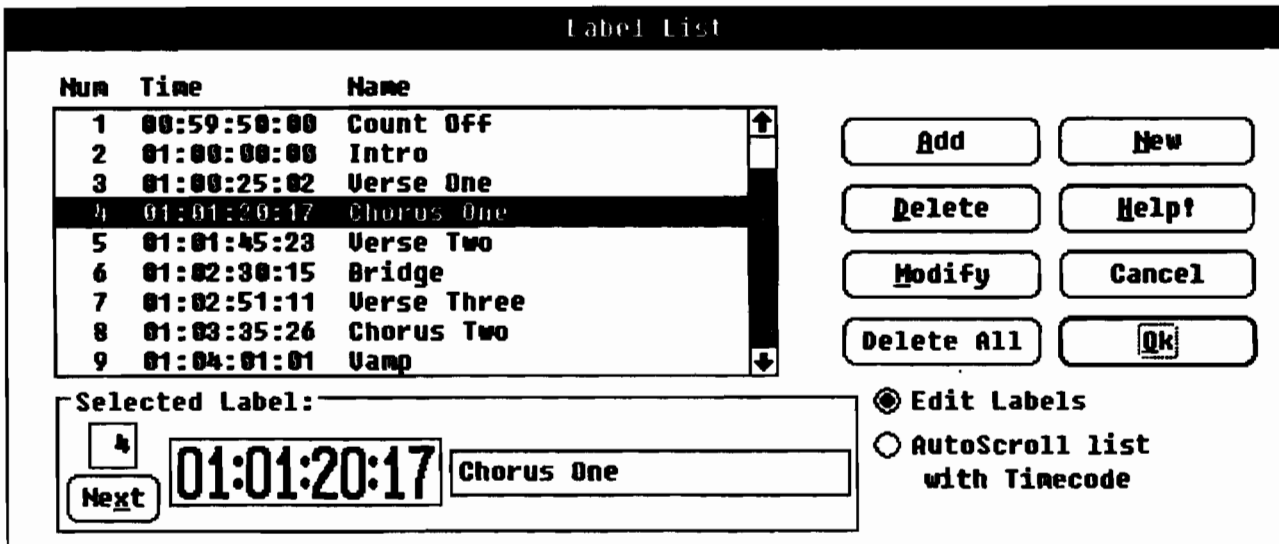 Label List
Num Time Name
1 00:59:50:00 Count Off
2 01:00:00:00 Intro
3 01:00:25:02 Verse One
4 01:01:20:17 Chorus One
5 01:01:45:23 Verse Two
6 01:02:30:15 Bridge
7 01:02:51:11 Verse Three
8 01:03:35:26 Chorus Two
9 01:04:01:01 Vamp
Add New
Delete Help!
Modify Cancel
Delete All Ok
Selected Label:
4
Next
01:01:20:17
Chorus One
Edit Labels
AutoScroll list
with Timecode